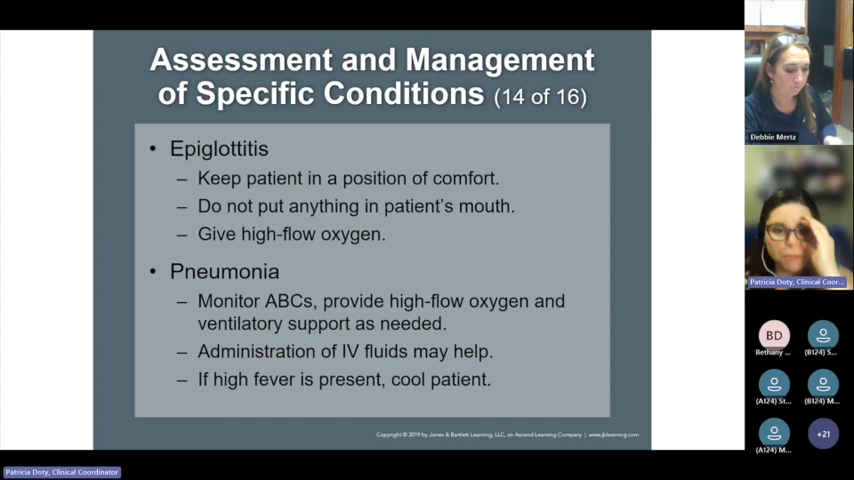 Assessment and Management
of Specific Conditions (14 of 16)
• Epiglottitis
– Keep patient in a position of comfort.
– Do not put anything in patient's mouth.
– Give high-flow oxygen.
• Pneumonia
– Monitor ABCs, provide high-flow oxygen and
ventilatory support as needed.
– Administration of IV fluids may help.
– If high fever is present, cool patient.
Copyright © 2019 by Jones & Bartlett Learning, LLC, an Ascend Learning Company | www.jblearning.com
Debbie Mertz
Patricia Doty, Clinical Coor...
BD
Bethany ...
(B124) S...
(A124) St...
(B124) M...
(A124) M...
+21
Patricia Doty, Clinical Coordinator